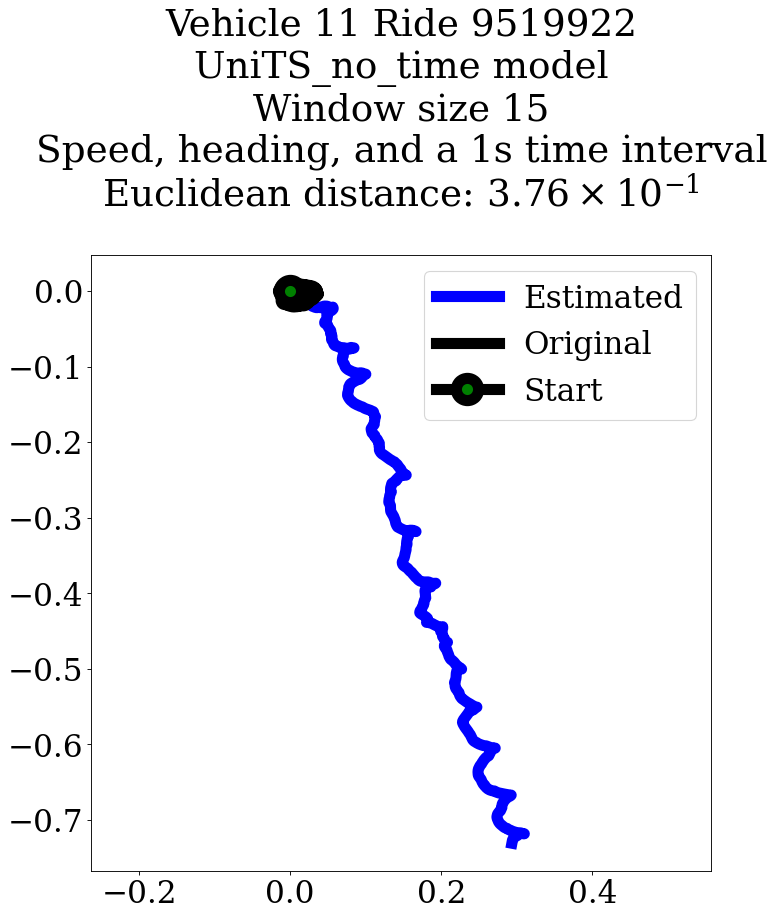 Vehicle 11 Ride 9519922
UniTS_no_time model
Window size 15
Speed, heading, and a 1s time interval
Euclidean distance: 3.76 × 10⁻¹
Estimated
Original
Start
0.0
−0.1
−0.2
−0.3
−0.4
−0.5
−0.6
−0.7
−0.2 0.0 0.2 0.4